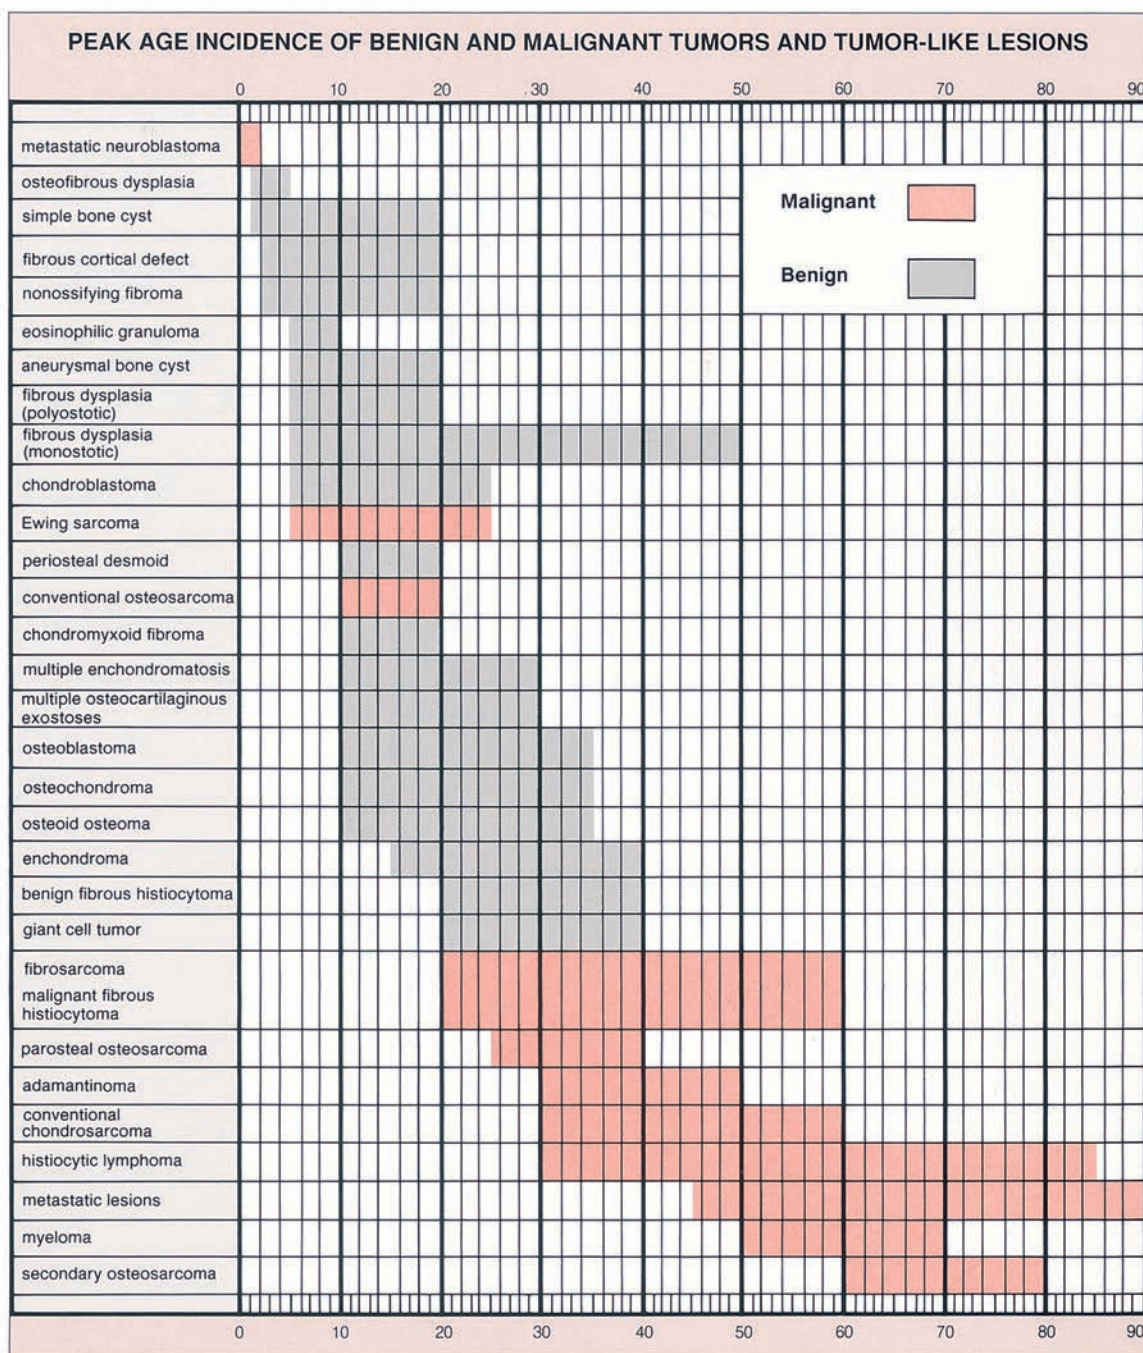 PEAK AGE INCIDENCE OF BENIGN AND MALIGNANT TUMORS AND TUMOR-LIKE LESIONS
0 10 20 30 40 50 60 70 80 90
metastatic neuroblastoma
osteofibrous dysplasia
Malignant
simple bone cyst
fibrous cortical defect
Benign
nonossifying fibroma
eosinophilic granuloma
aneurysmal bone cyst
fibrous dysplasia
(polyostotic)
fibrous dysplasia
(monostotic)
chondroblastoma
Ewing sarcoma
periosteal desmoid
conventional osteosarcoma
chondromyxoid fibroma
multiple enchondromatosis
multiple osteocartilaginous
exostoses
osteoblastoma
osteochondroma
osteoid osteoma
enchondroma
benign fibrous histiocytoma
giant cell tumor
fibrosarcoma
malignant fibrous
histiocytoma
parosteal osteosarcoma
adamantinoma
conventional
chondrosarcoma
histiocytic lymphoma
metastatic lesions
myeloma
secondary osteosarcoma
0 10 20 30 40 50 60 70 80 90